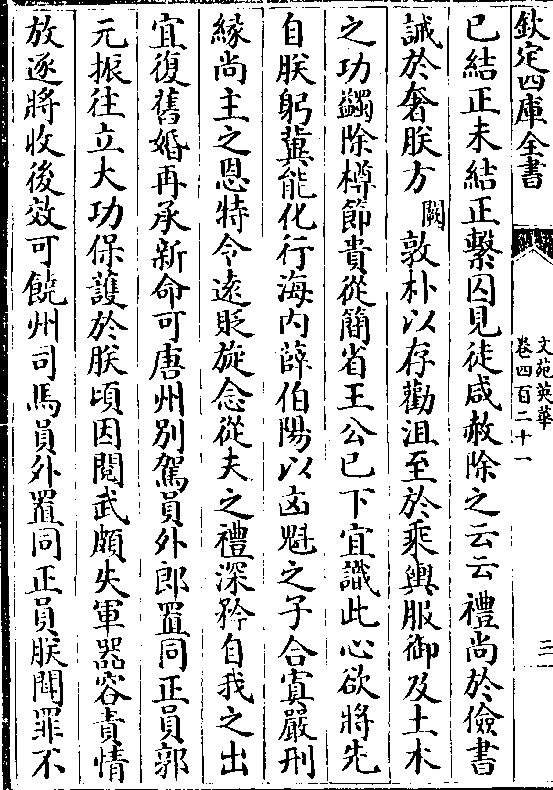 欽定四庫全書
文苑英華
卷四百二十一
三
已結正未結正繫囚見徒咸赦除之云云禮尚於儉書
誡於奢朕方闕敦朴以存勸沮至於乘輿服御及土木
之功蠲除樽節貴從簡省王公已下宜識此心欲將先
自朕躬冀能化行海内薛伯陽以凶魁之子合寘嚴刑
緣尚主之恩特令逺貶旋念從夫之禮深矜自我之出
宜復舊婚再承新命可唐州别駕員外郎置同正員郭
元振往立大功保護於朕頃因閲武頗失軍器容責情
放逐將收後效可饒州司馬員外置同正員朕聞罪不